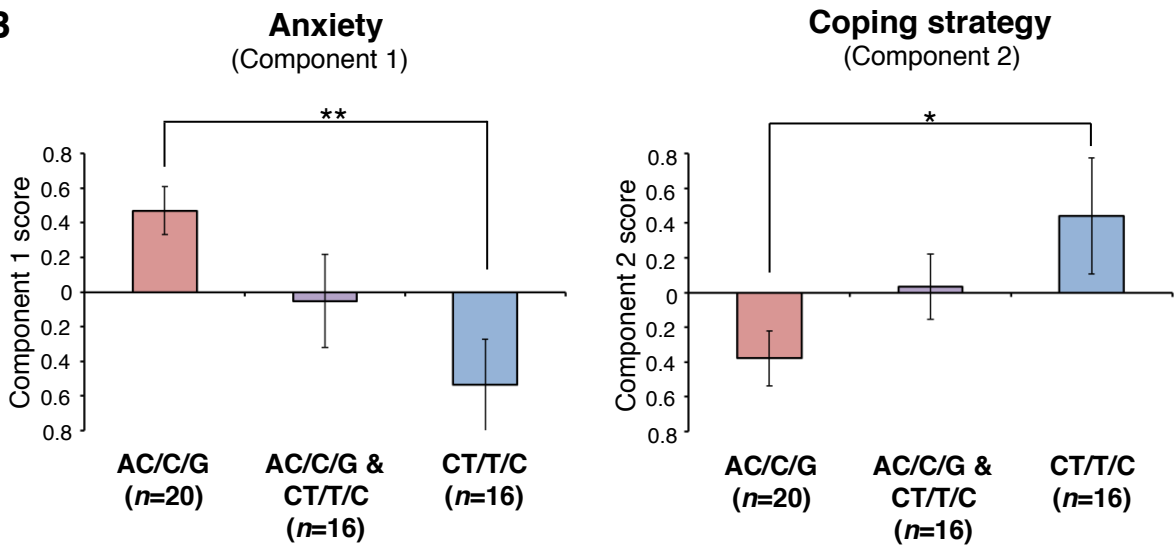 B
Anxiety
(Component 1)
**
Component 1 score
0.8
0.6
0.4
0.2
0
0.2
0.4
0.6
0.8
AC/C/G
(n=20)
AC/C/G &
CT/T/C
(n=16)
CT/T/C
(n=16)
Coping strategy
(Component 2)
*
Component 2 score
0.8
0.6
0.4
0.2
0
0.2
0.4
0.6
0.8
AC/C/G
(n=20)
AC/C/G &
CT/T/C
(n=16)
CT/T/C
(n=16)